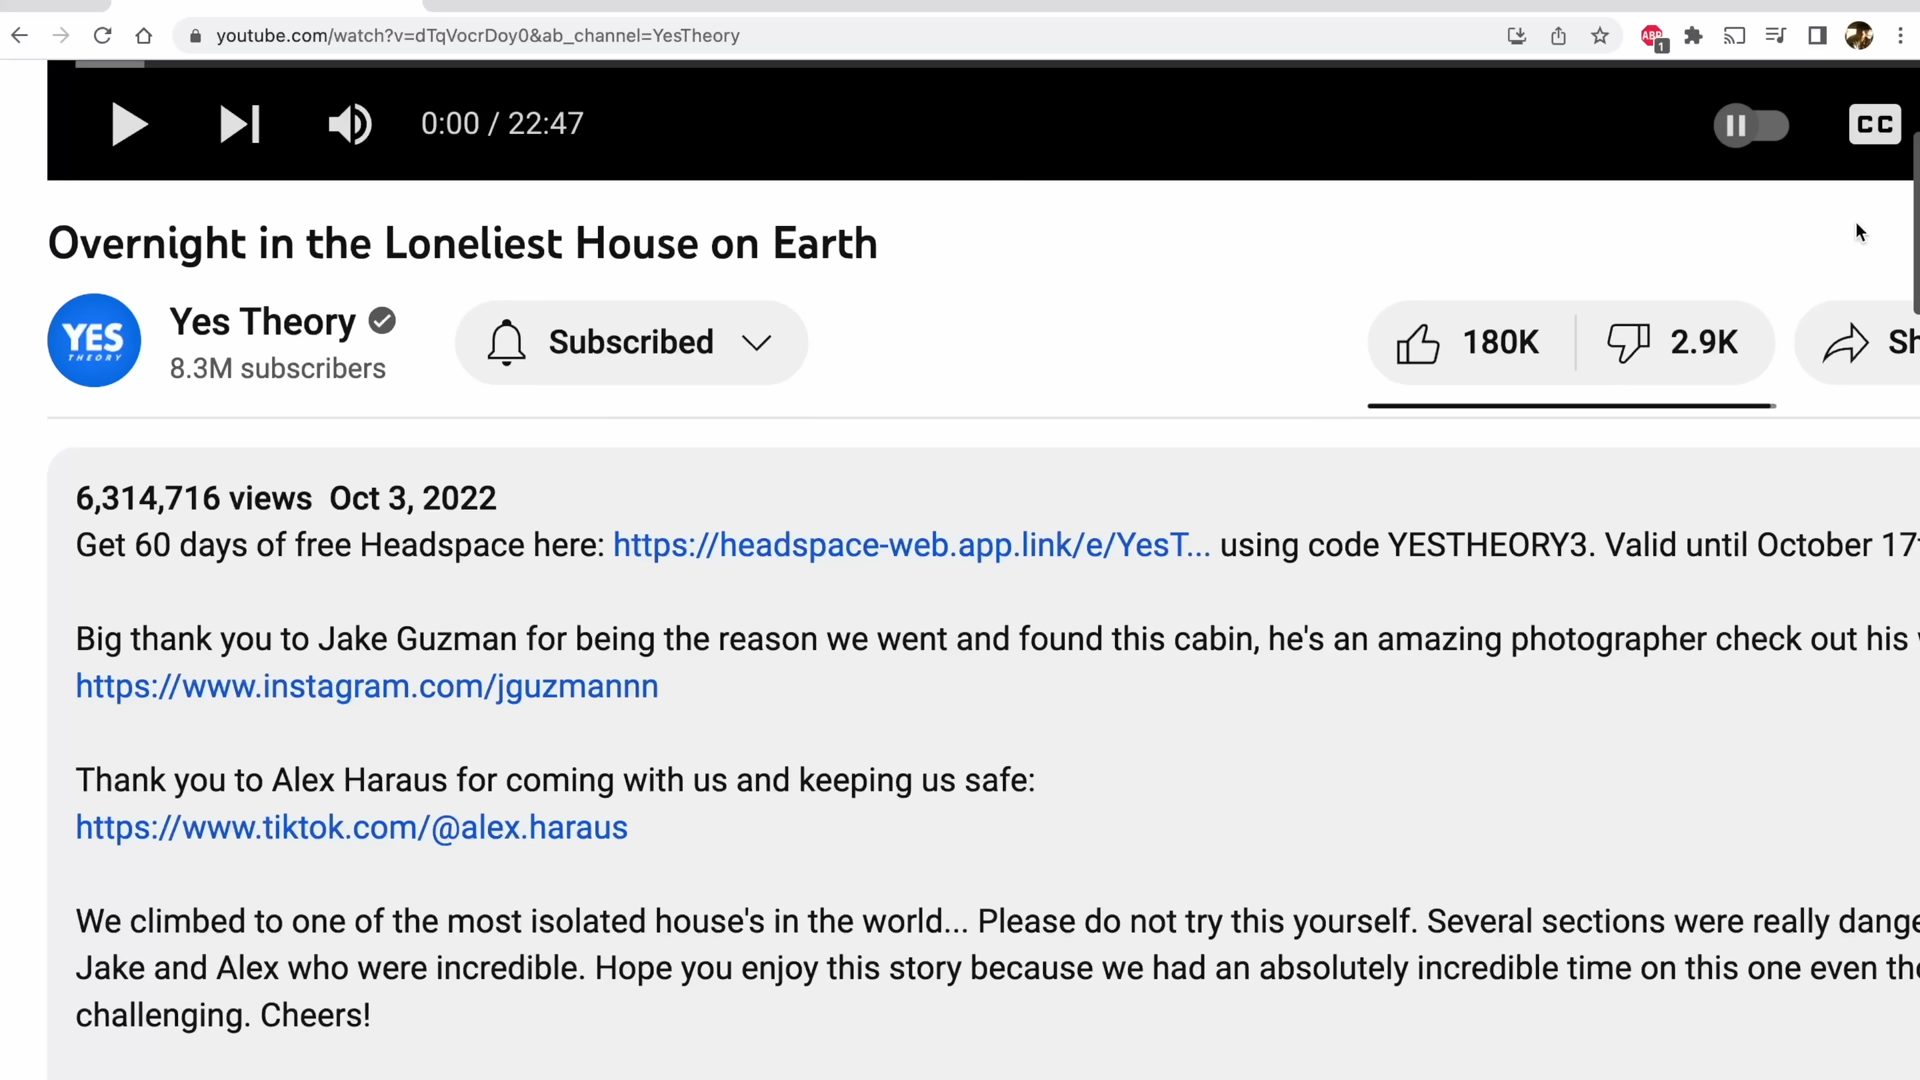 youtube.com/watch?v=dTqVocrDoy0&ab_channel=YesTheory
ABP
1
0:00 / 22:47
CC
Overnight in the Loneliest House on Earth
YES
THEORY
Yes Theory
8.3M subscribers
Subscribed
180K
2.9K
Sh
6,314,716 views Oct 3, 2022
Get 60 days of free Headspace here: https://headspace-web.app.link/e/YesT... using code YESTHEORY3. Valid until October 17
Big thank you to Jake Guzman for being the reason we went and found this cabin, he's an amazing photographer check out his
https://www.instagram.com/jguzmannn
Thank you to Alex Haraus for coming with us and keeping us safe:
https://www.tiktok.com/@alex.haraus
We climbed to one of the most isolated house's in the world... Please do not try this yourself. Several sections were really dange
Jake and Alex who were incredible. Hope you enjoy this story because we had an absolutely incredible time on this one even tho
challenging. Cheers!